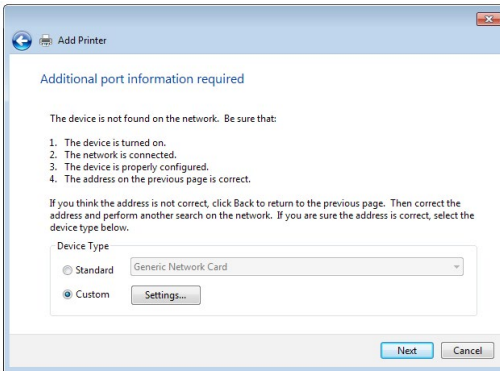 Add Printer
Additional port information required
The device is not found on the network. Be sure that:
1. The device is turned on.
2. The network is connected.
3. The device is properly configured.
4. The address on the previous page is correct.
If you think the address is not correct, click Back to return to the previous page. Then correct the
address and perform another search on the network. If you are sure the address is correct, select the
device type below.
Device Type
Standard Generic Network Card
Custom Settings...
Next Cancel